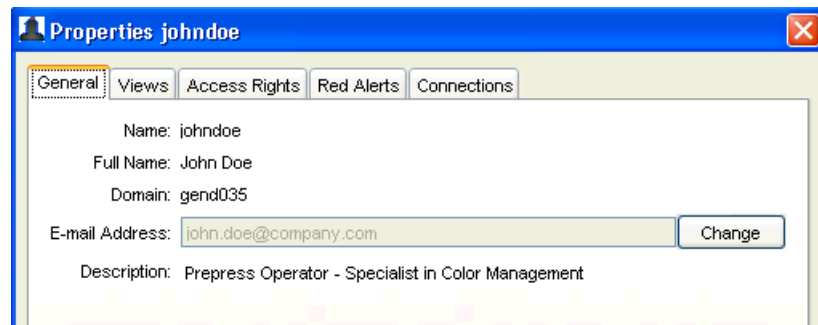 Properties johndoe
General Views Access Rights Red Alerts Connections
Name: johndoe
Full Name: John Doe
Domain: gend035
E-mail Address: john.doe@company.com Change
Description: Prepress Operator - Specialist in Color Management